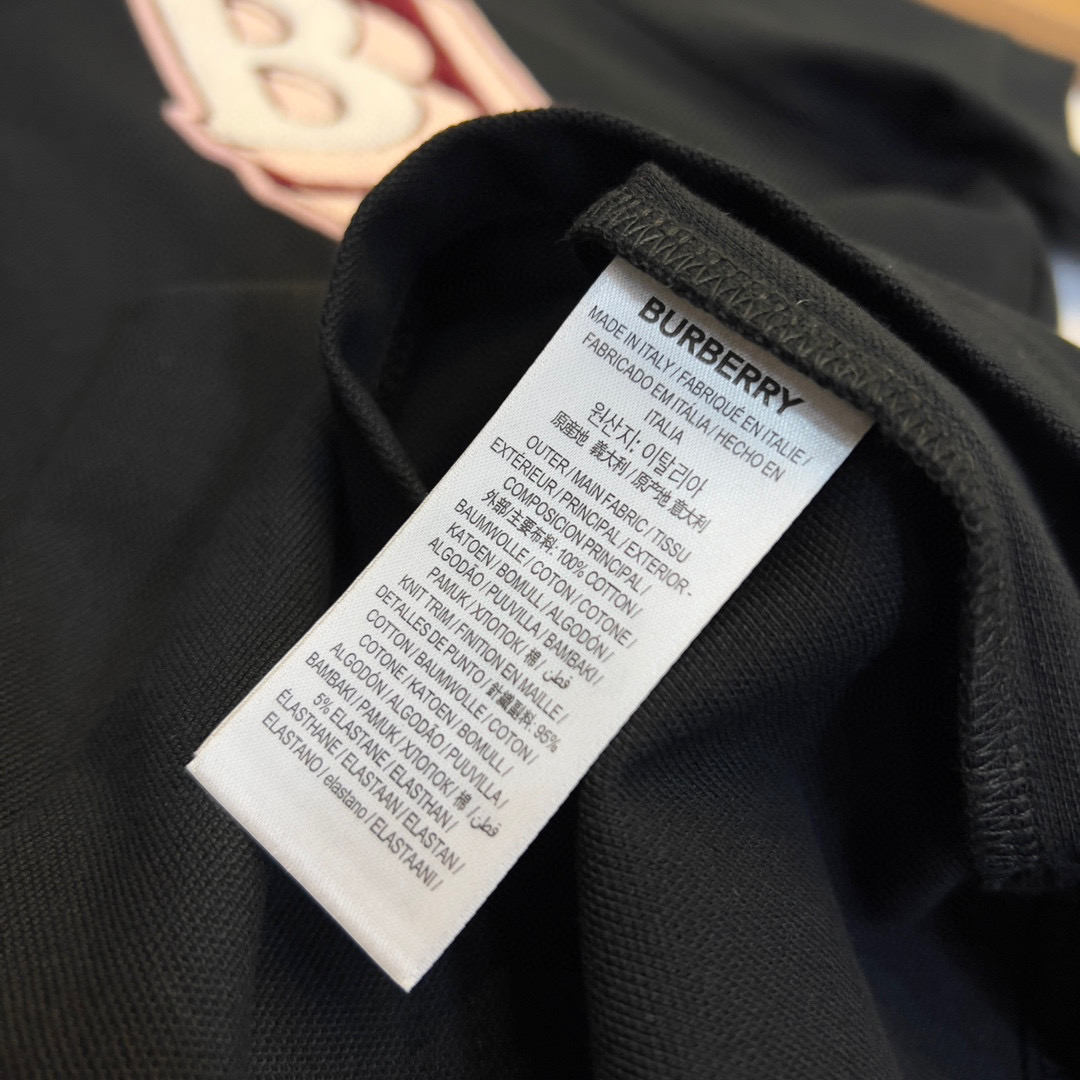 B
BURBERRY
MADE IN ITALY / FABRIQUÉ EN ITALIE /
FABRICADO EM ITÁLIA / HECHO EN
ITALIA
원산지: 이탈리아
原産地 義大利 / 原产地 意大利
OUTER / MAIN FABRIC / TISSU
EXTÉRIEUR / PRINCIPAL / EXTERIOR -
COMPOSICION PRINCIPAL /
外部/主要布料: 100% COTTON /
BAUMWOLLE / COTON / COTONE /
KATOEN / BOMULL / ALGODÓN /
ALGODÃO / PUUVILLA / BAMBAKI /
PAMUK / ХЛОПОК / 棉 / قطن
KNIT TRIM / FINITION EN MAILLE /
DETALLES DE PUNTO / 針織副料: 95%
COTTON / BAUMWOLLE / COTON /
COTONE / KATOEN / BOMULL /
ALGODÓN / ALGODÃO / PUUVILLA /
BAMBAKI / PAMUK / ХЛОПОК / 棉 / قطن
5% ELASTANE / ELASTHAN /
ÉLASTHANE / ELASTAAN / ELASTAN /
ELASTANO / elastano / ELASTAANI /